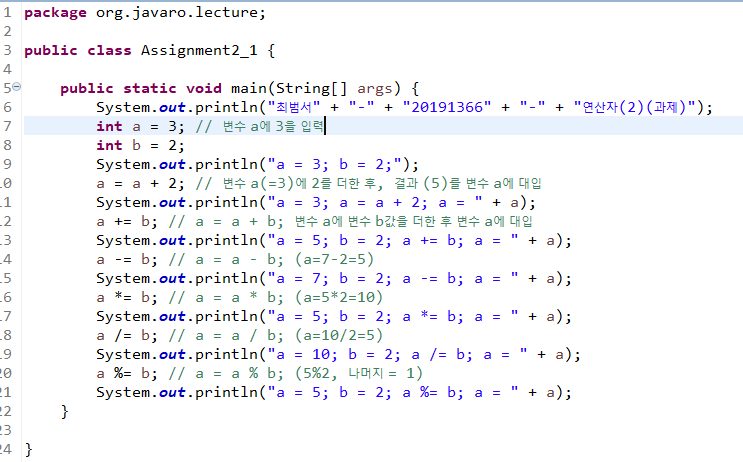 1 package org.javaro.lecture;
2
3 public class Assignment2_1 {
4
5 public static void main(String[] args) {
6 System.out.println("최범서" + "-" + "20191366" + "-" + "연산자(2)(과제)");
7 int a = 3; // 변수 a에 3을 입력
8 int b = 2;
9 System.out.println("a = 3; b = 2;");
10 a = a + 2; // 변수 a(=3)에 2를 더한 후, 결과 (5)를 변수 a에 대입
11 System.out.println("a = 3; a = a + 2; a = " + a);
12 a += b; // a = a + b; 변수 a에 변수 b값을 더한 후 변수 a에 대입
13 System.out.println("a = 5; b = 2; a += b; a = " + a);
14 a -= b; // a = a - b; (a=7-2=5)
15 System.out.println("a = 7; b = 2; a -= b; a = " + a);
16 a *= b; // a = a * b; (a=5*2=10)
17 System.out.println("a = 5; b = 2; a *= b; a = " + a);
18 a /= b; // a = a / b; (a=10/2=5)
19 System.out.println("a = 10; b = 2; a /= b; a = " + a);
20 a %= b; // a = a % b; (5%2, 나머지 = 1)
21 System.out.println("a = 5; b = 2; a %= b; a = " + a);
22 }
23
24 }